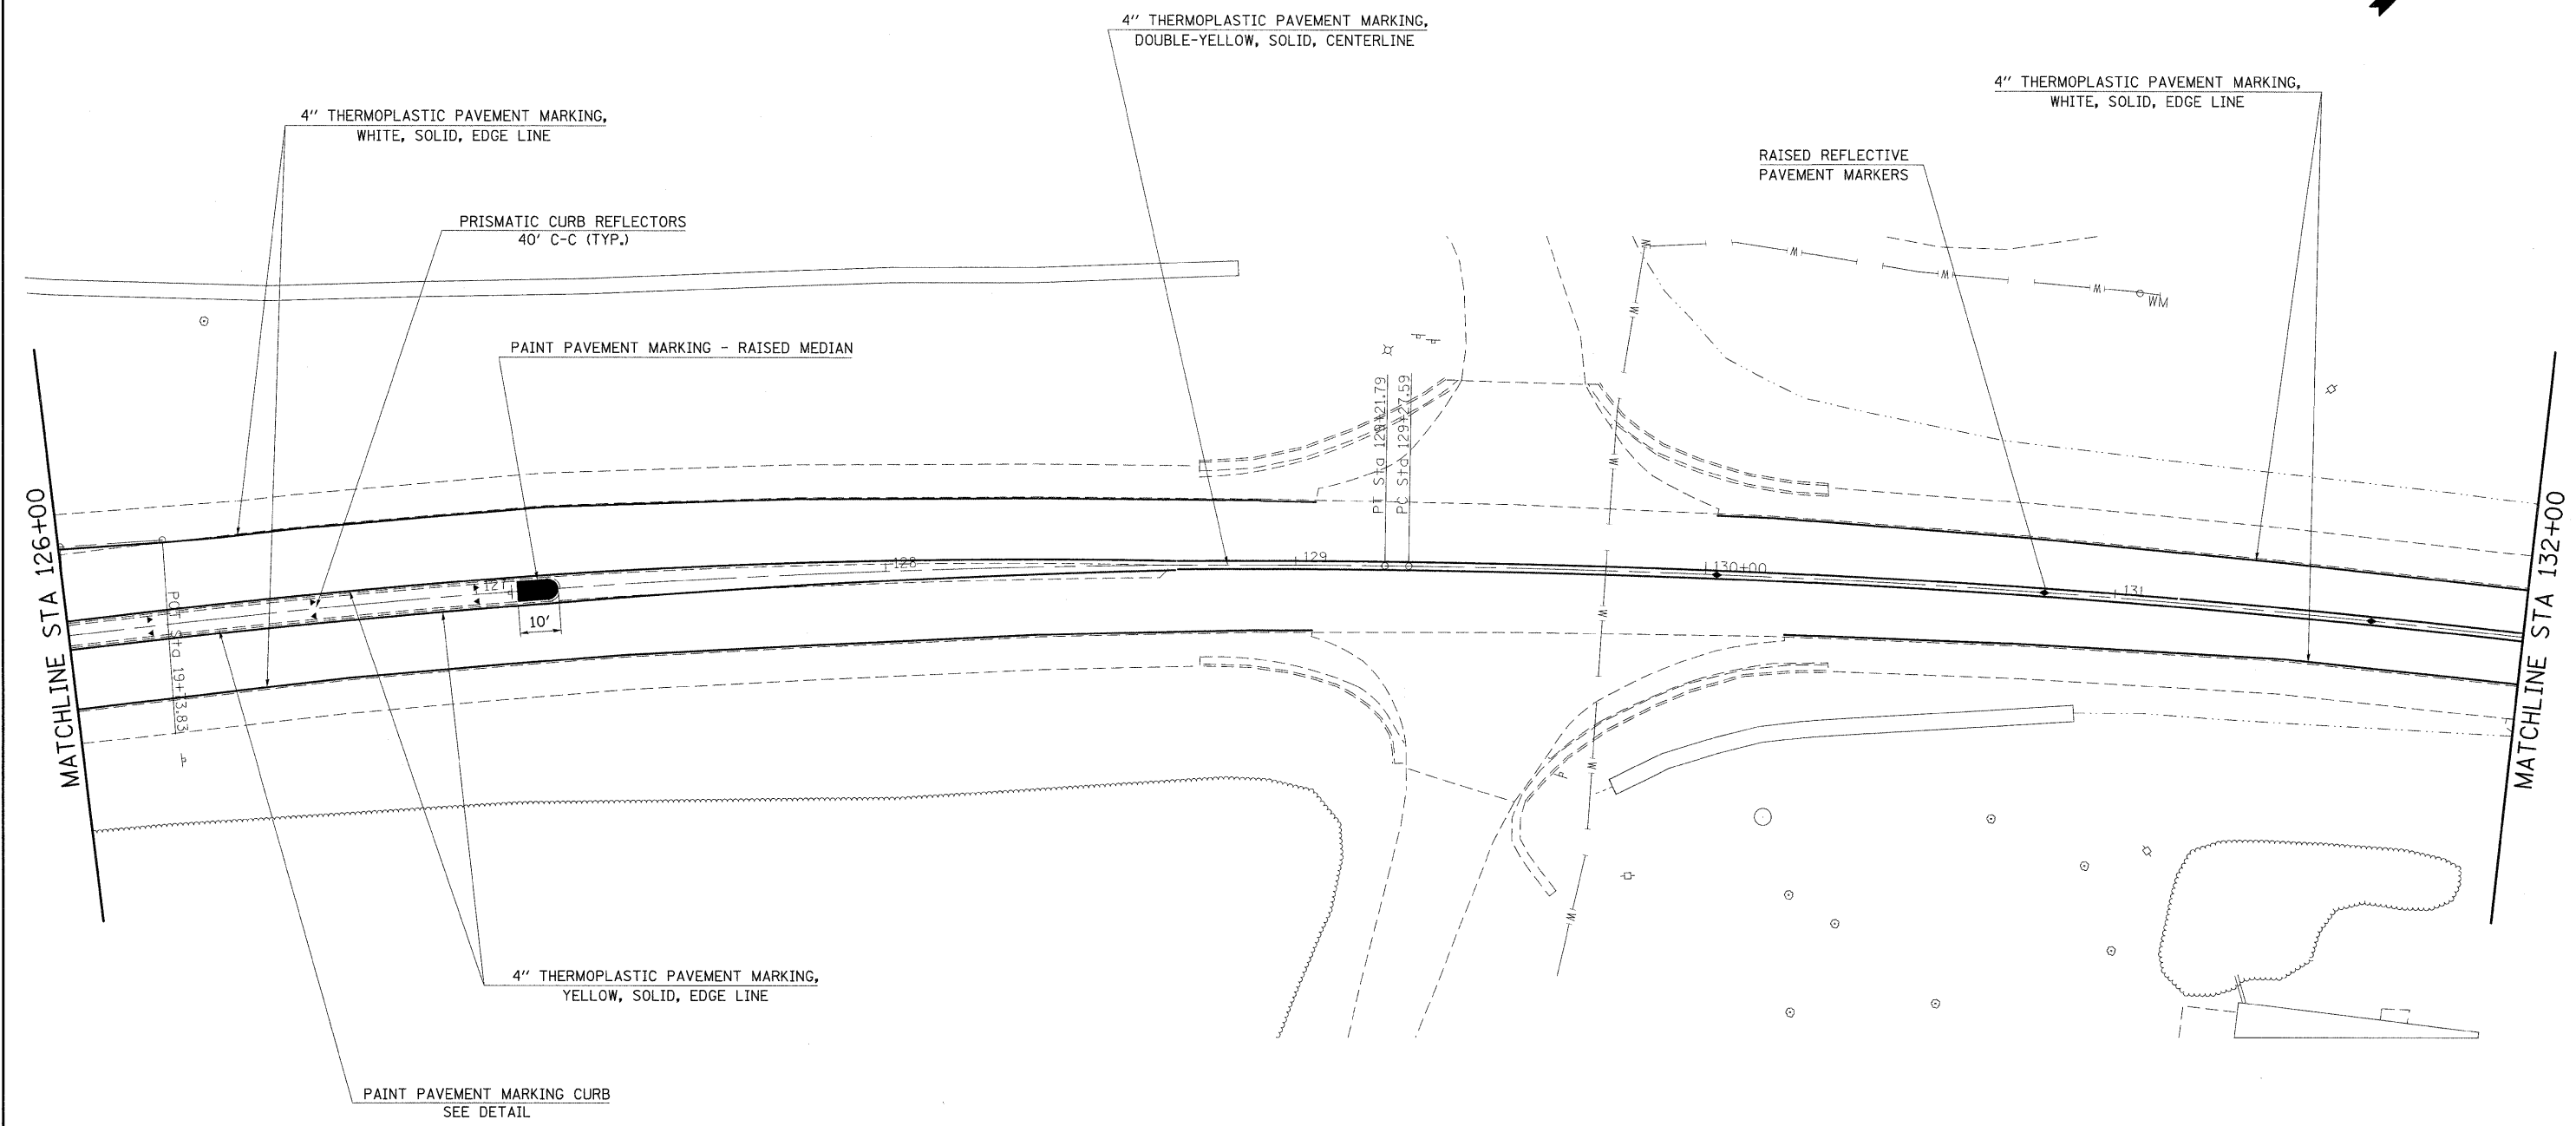 4" THERMOPLASTIC PAVEMENT MARKING,
DOUBLE-YELLOW, SOLID, CENTERLINE
4" THERMOPLASTIC PAVEMENT MARKING,
WHITE, SOLID, EDGE LINE
4" THERMOPLASTIC PAVEMENT MARKING,
WHITE, SOLID, EDGE LINE
RAISED REFLECTIVE
PAVEMENT MARKERS
PRISMATIC CURB REFLECTORS
40' C-C (TYP.)
PAINT PAVEMENT MARKING - RAISED MEDIAN
W
W
W
W
WM
W
W
W
W
W
PT Sta 129+21.79
PC Sta 129+27.59
MATCHLINE STA 126+00
MATCHLINE STA 132+00
127
128
129
130+00
131
10'
4" THERMOPLASTIC PAVEMENT MARKING,
YELLOW, SOLID, EDGE LINE
PAINT PAVEMENT MARKING CURB
SEE DETAIL